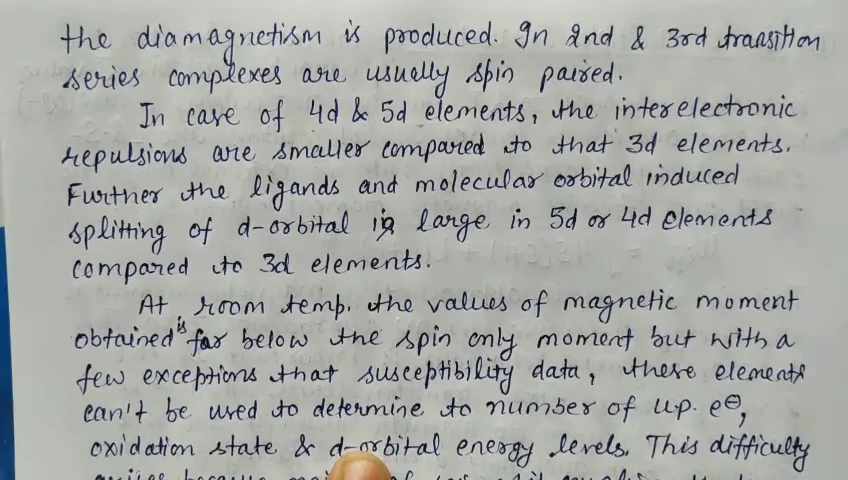 the diamagnetism is produced. In 2nd & 3rd transition
series complexes are usually spin paired.
In case of 4d & 5d elements, the interelectronic
repulsions are smaller compared to that 3d elements.
Further the ligands and molecular orbital induced
splitting of d-orbital is large in 5d or 4d elements
compared to 3d elements.
At room temp. the values of magnetic moment
obtained is far below the spin only moment but with a
few exceptions that susceptibility data, these elements
can't be used to determine to number of u.p. e⊖,
oxidation state & d-orbital energy levels. This difficulty
arises because